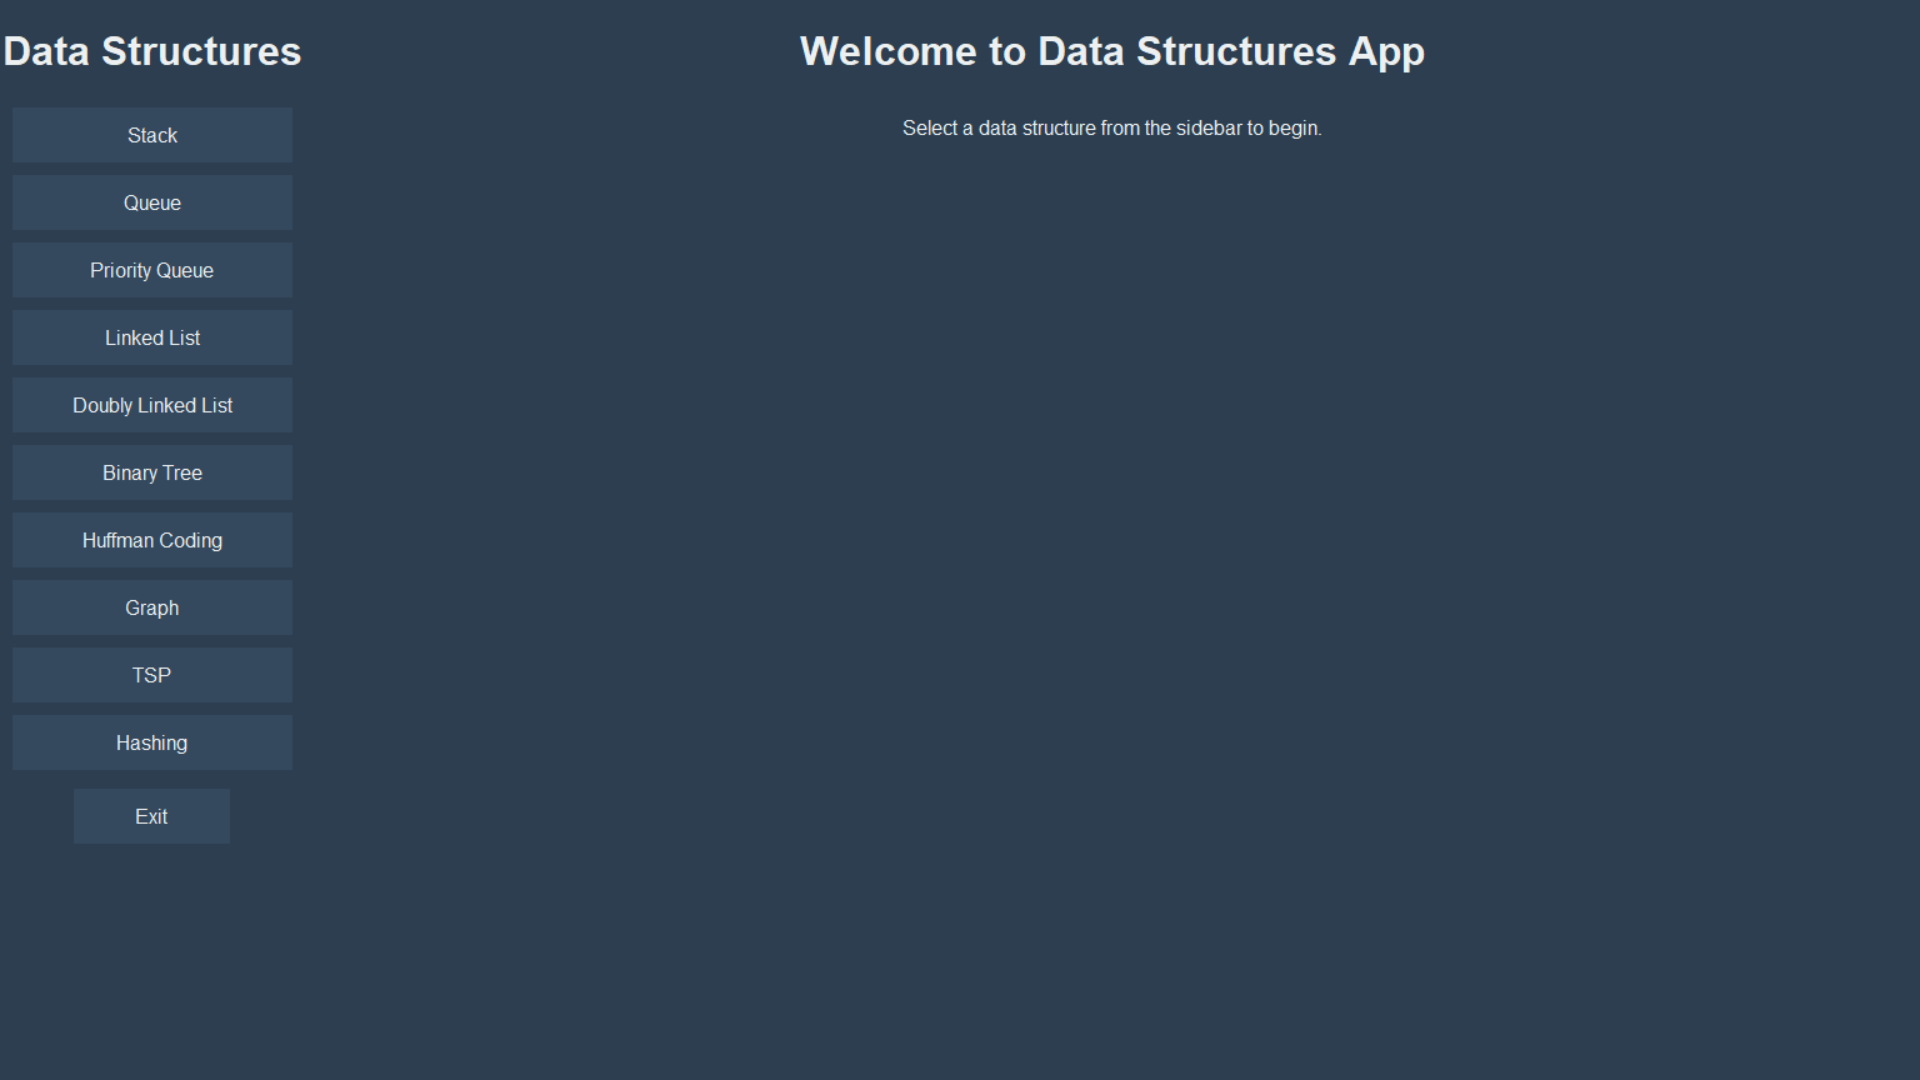 Data Structures
Stack
Queue
Priority Queue
Linked List
Doubly Linked List
Binary Tree
Huffman Coding
Graph
TSP
Hashing
Exit
Welcome to Data Structures App
Select a data structure from the sidebar to begin.